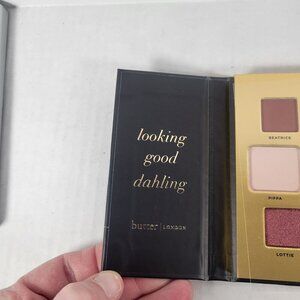 looking
good
dahling
butter | LONDON
BEATRICE
PIPPA
LOTTIE